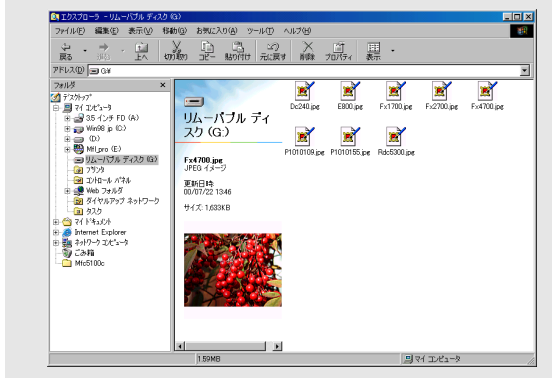 エクスプローラ - リムーバブル ディスク (G:)
ファイル(F) 編集(E) 表示(V) 移動(G) お気に入り(A) ツール(T) ヘルプ(H)
戻る 進む 上へ 切り取り コピー 貼り付け 元に戻す 削除 プロパティ 表示
アドレス(D) G:¥
フォルダ
デスクトップ
マイ コンピュータ
3.5 インチ FD (A:)
Win98 jp (C:)
(D:)
Mtl_pro (E:)
リムーバブル ディスク (G:)
プリンタ
コントロール パネル
Web フォルダ
ダイヤルアップ ネットワーク
タスク
マイ ドキュメント
Internet Explorer
ネットワーク コンピュータ
ごみ箱
Mfc5100c
リムーバブル ディ
スク (G:)
Fx4700.jpg
JPEG イメージ
更新日時:
00/07/22 13:46
サイズ: 1,633KB
Dc240.jpg E800.jpg Fx1700.jpg Fx2700.jpg Fx4700.jpg
P1010109.jpg P1010155.jpg Rdc5300.jpg
1.59MB マイ コンピュータ